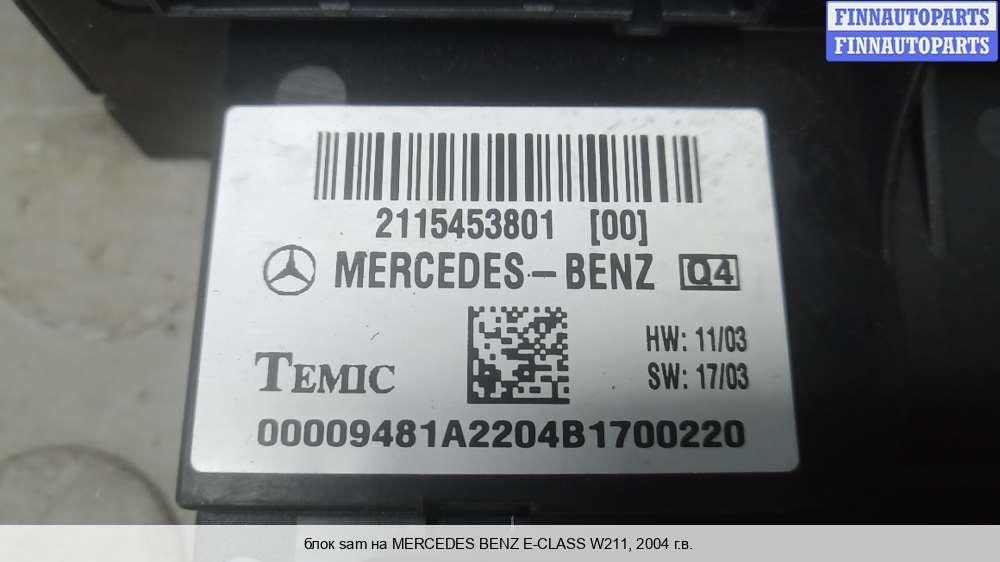 FINNAUTOPARTS
FINNAUTOPARTS
2115453801 [00]
MERCEDES-BENZ Q4
HW: 11/03
TEMIC
SW: 17/03
00009481A2204B1700220
блок sam на MERCEDES BENZ E-CLASS W211, 2004 г.в.